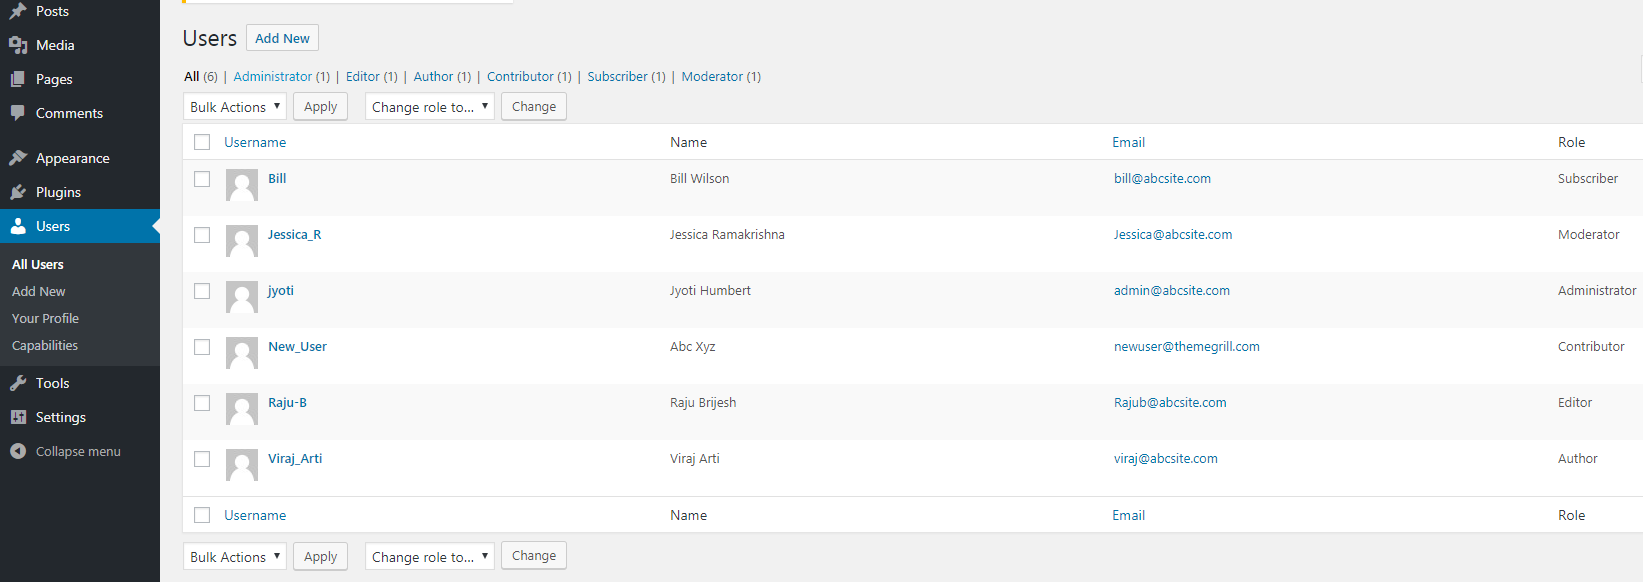 Posts
Media
Pages
Comments
Appearance
Plugins
Users
All Users
Add New
Your Profile
Capabilities
Tools
Settings
Collapse menu
Users Add New
All (6) | Administrator (1) | Editor (1) | Author (1) | Contributor (1) | Subscriber (1) | Moderator (1)
Bulk Actions Apply Change role to... Change
Username Name Email Role
Bill Bill Wilson bill@abcsite.com Subscriber
Jessica_R Jessica Ramakrishna Jessica@abcsite.com Moderator
jyoti Jyoti Humbert admin@abcsite.com Administrator
New_User Abc Xyz newuser@themegrill.com Contributor
Raju-B Raju Brijesh Rajub@abcsite.com Editor
Viraj_Arti Viraj Arti viraj@abcsite.com Author
Username Name Email Role
Bulk Actions Apply Change role to... Change